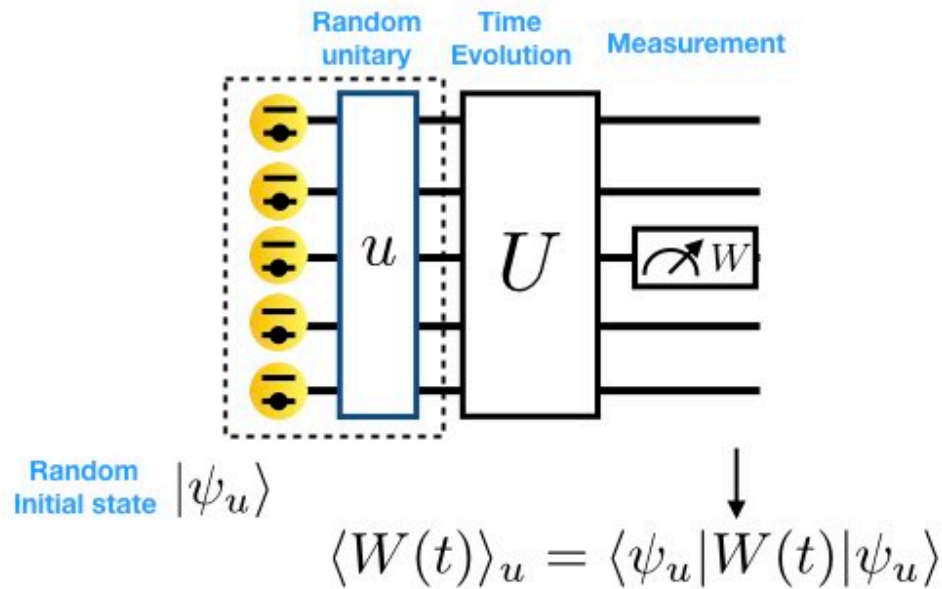 Random
unitary
Time
Evolution
Measurement
u
U
W
Random
Initial state |ψ_u⟩
⟨W(t)⟩_u = ⟨ψ_u|W(t)|ψ_u⟩